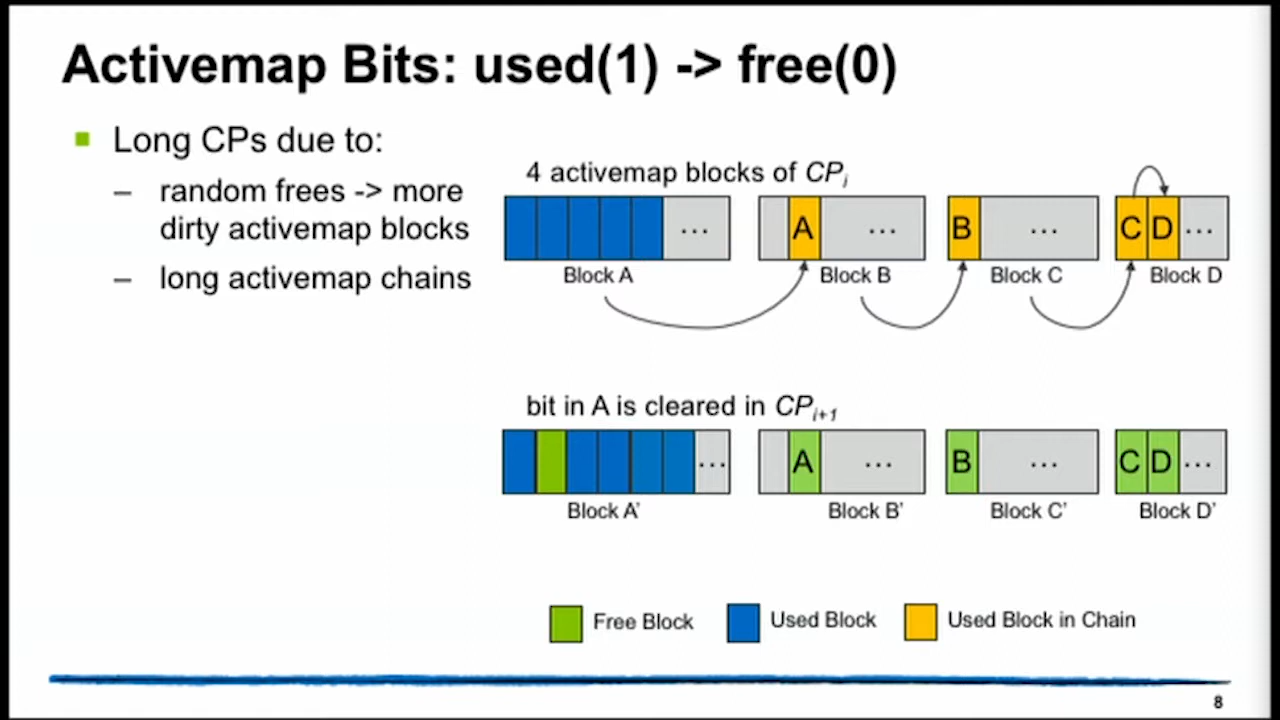 Activemap Bits: used(1) -> free(0)
Long CPs due to:
– random frees -> more
dirty activemap blocks
– long activemap chains
4 activemap blocks of CPi
... A ... B ... C D ...
Block A Block B Block C Block D
bit in A is cleared in CPi+1
... A ... B ... C D ...
Block A’ Block B’ Block C’ Block D’
Free Block Used Block Used Block in Chain
8